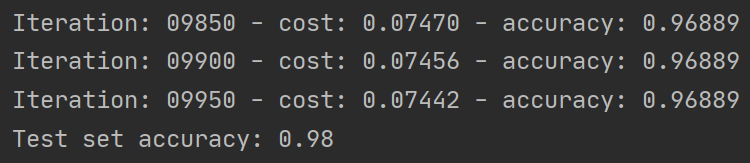 Iteration: 09850 - cost: 0.07470 - accuracy: 0.96889
Iteration: 09900 - cost: 0.07456 - accuracy: 0.96889
Iteration: 09950 - cost: 0.07442 - accuracy: 0.96889
Test set accuracy: 0.98